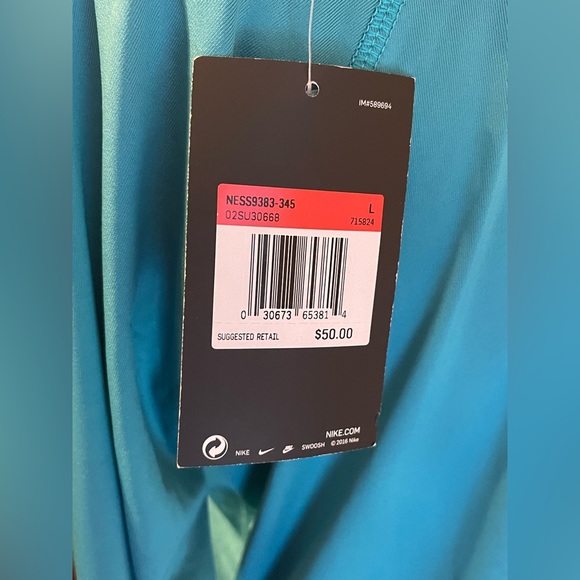 IM#589694
NESS9383-345 L
02SU30668 715824
0 30673 65381 4
SUGGESTED RETAIL $50.00
NIKE.COM
NIKE SWOOSH © 2016 Nike